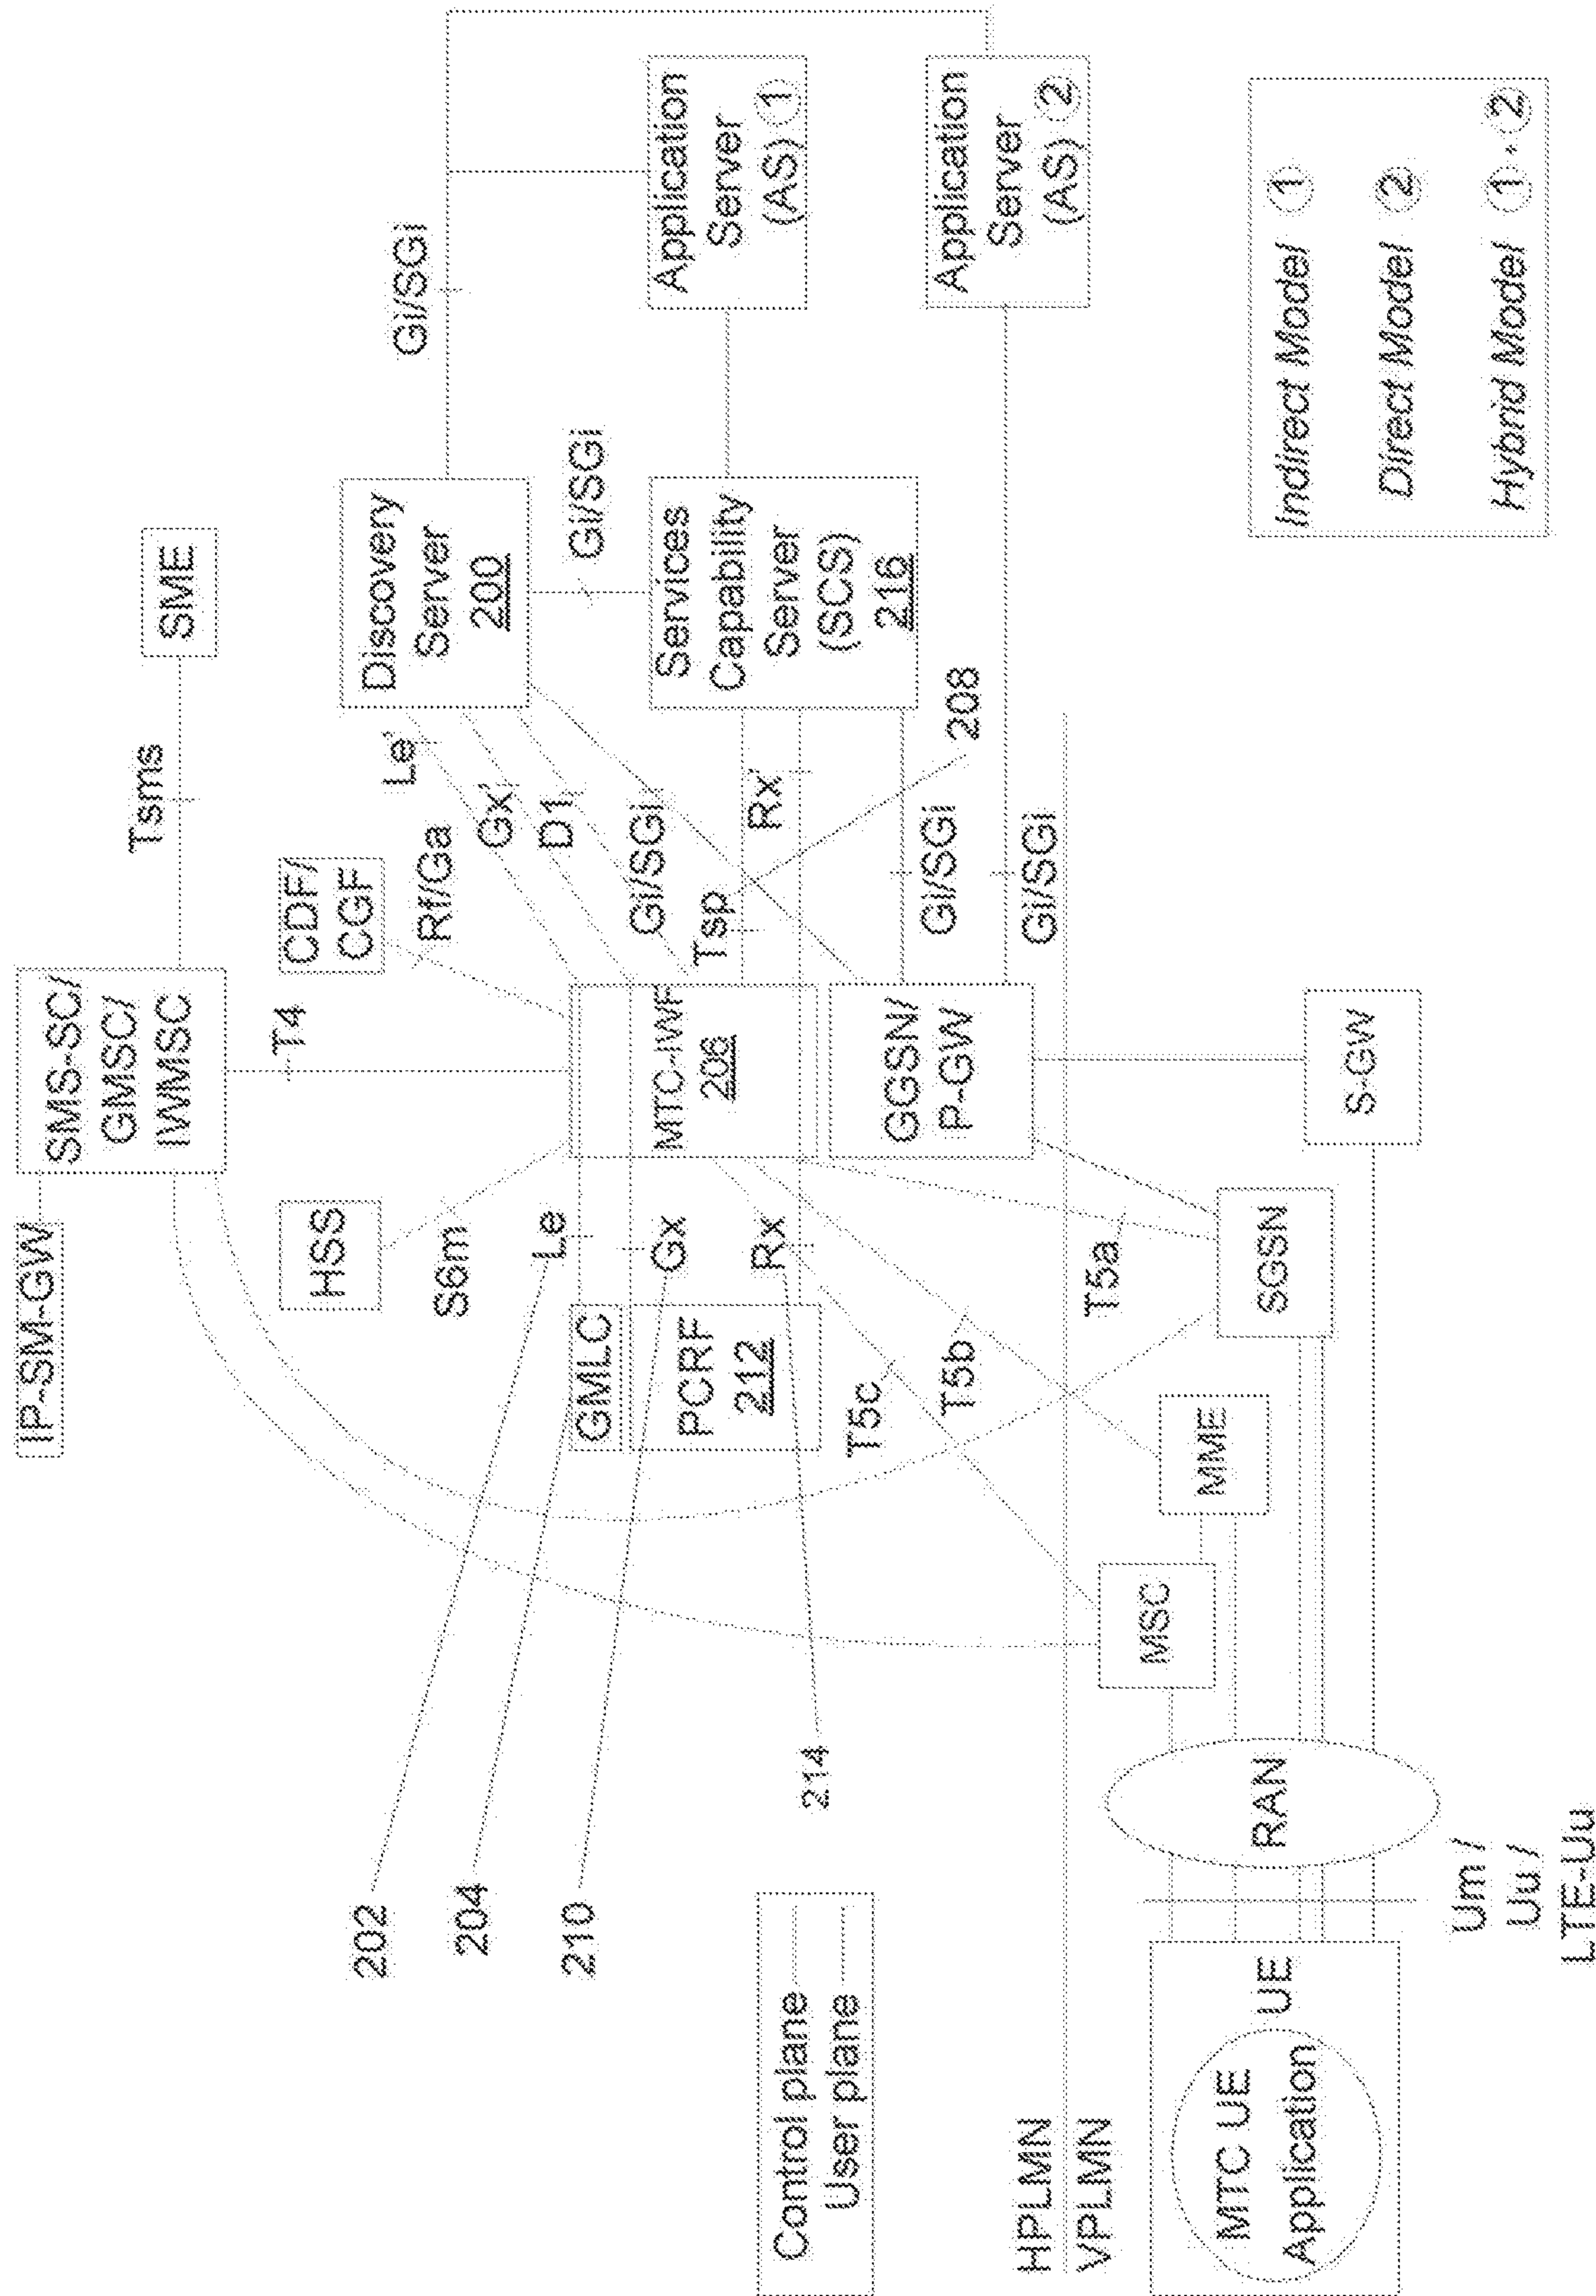 IP-SM-GW
SMS-SC/
GMSC/
IWMSC
Tsms
SME
T4
CDF/
CGF
Rf/Ga
HSS
S6m
Le'
Gx'
D1
Gi/SGi
Tsp
Rx'
Discovery
Server
200
Gi/SGi
Gi/SGi
Services
Capability
Server
(SCS)
216
Application
Server
(AS) 1
Application
Server
(AS) 2
202
204
210
214
Le
Gx
Rx
GMLC
PCRF
212
MTC-IWF
206
GGSN/
P-GW
208
Gi/SGi
Gi/SGi
T5c
T5b
T5a
Control plane
User plane
HPLMN
VPLMN
MSC
MME
SGSN
S-GW
RAN
MTC UE
Application
UE
Um /
Uu /
LTE-Uu
Indirect Model 1
Direct Model 2
Hybrid Model 1 + 2